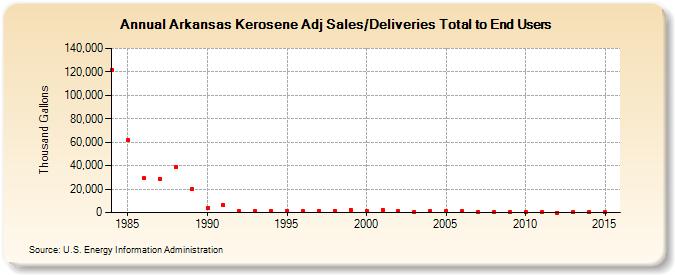 Annual Arkansas Kerosene Adj Sales/Deliveries Total to End Users
Thousand Gallons
140,000
120,000
100,000
80,000
60,000
40,000
20,000
0
1985 1990 1995 2000 2005 2010 2015
Source: U.S. Energy Information Administration